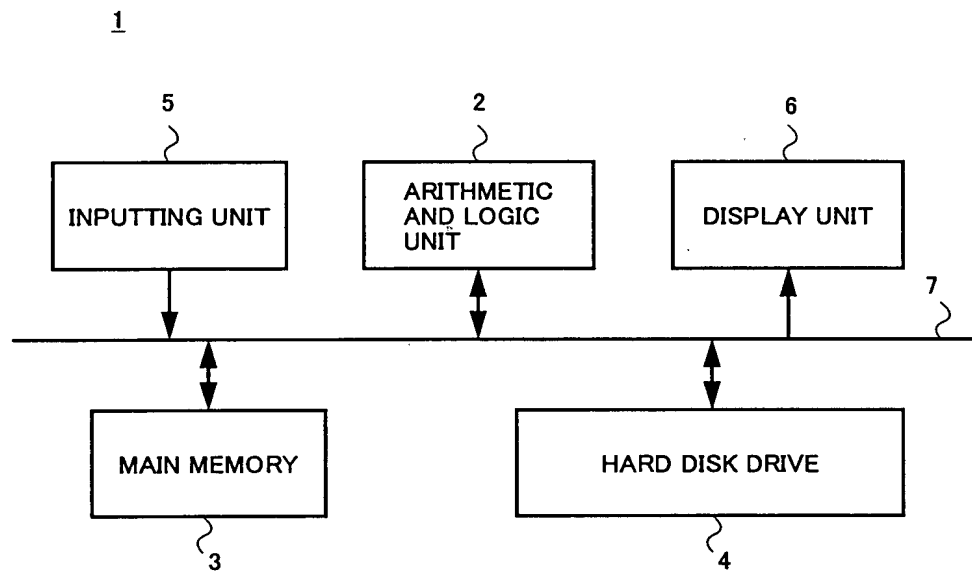 1
5
2
6
INPUTTING UNIT
ARITHMETIC
AND LOGIC
UNIT
DISPLAY UNIT
7
MAIN MEMORY
HARD DISK DRIVE
3
4